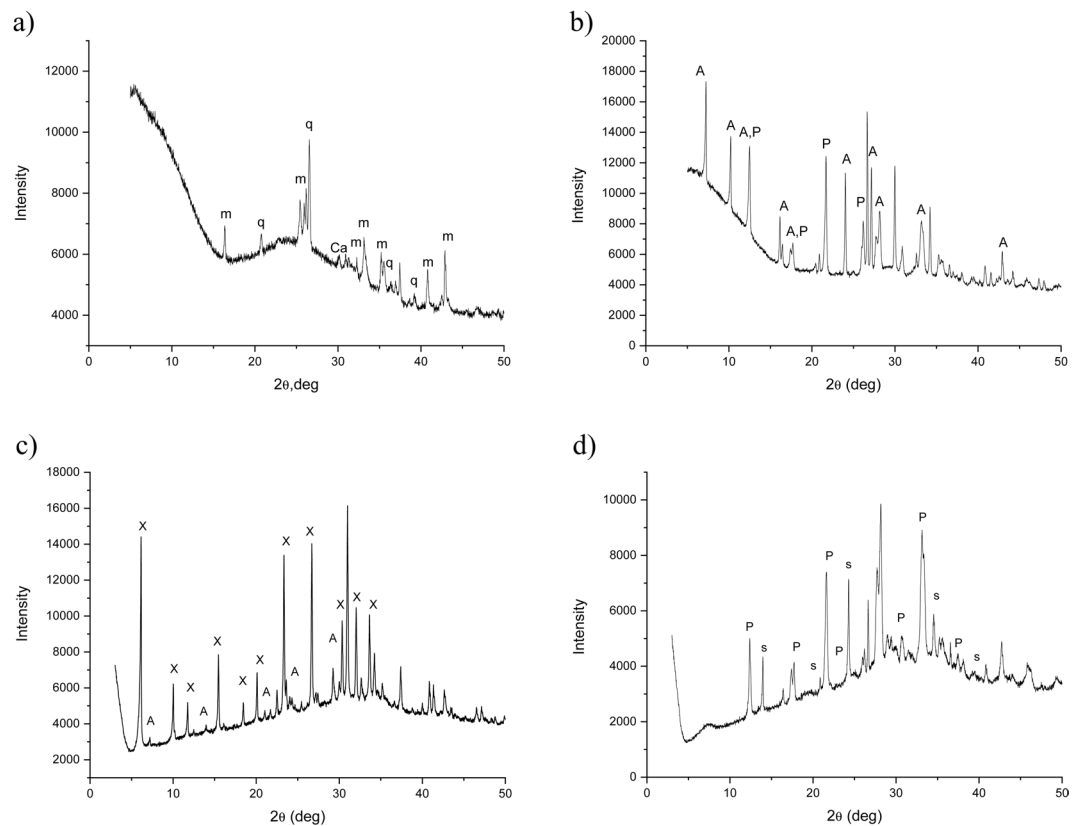 a)
Intensity
12000
10000
8000
6000
4000
m
q
m
q
Ca
m
m
m
q
q
m
m
0
10
20
30
40
50
2θ,deg
b)
Intensity
20000
18000
16000
14000
12000
10000
8000
6000
4000
2000
0
A
A
A,P
A
A,P
P
A
P
A
A
A
A
0
10
20
30
40
50
2θ (deg)
c)
Intensity
18000
16000
14000
12000
10000
8000
6000
4000
2000
X
A
X
X
A
X
X
X
A
X
A
X
A
X
X
X
0
10
20
30
40
50
2θ (deg)
d)
Intensity
10000
8000
6000
4000
2000
0
P
s
P
s
P
P
s
P
P
s
P
s
0
10
20
30
40
50
2θ (deg)